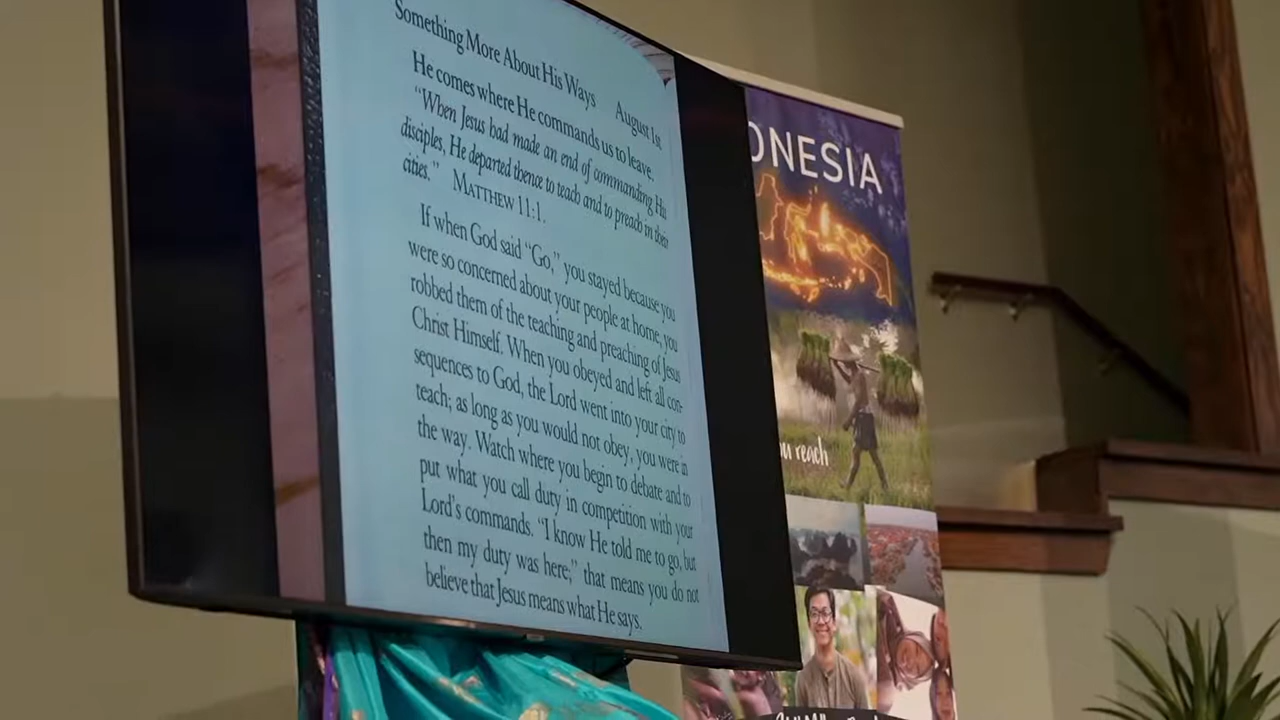 Something More About His Ways August 1st
He comes where He commands us to leave.
“When Jesus had made an end of commanding His
disciples, He departed thence to teach and to preach in their
cities.” MATTHEW 11:1.
If when God said “Go,” you stayed because you
were so concerned about your people at home, you
robbed them of the teaching and preaching of Jesus
Christ Himself. When you obeyed and left all con-
sequences to God, the Lord went into your city to
teach; as long as you would not obey, you were in
the way. Watch where you begin to debate and to
put what you call duty in competition with your
Lord’s commands. “I know He told me to go, but
then my duty was here;” that means you do not
believe that Jesus means what He says.
ONESIA
reach